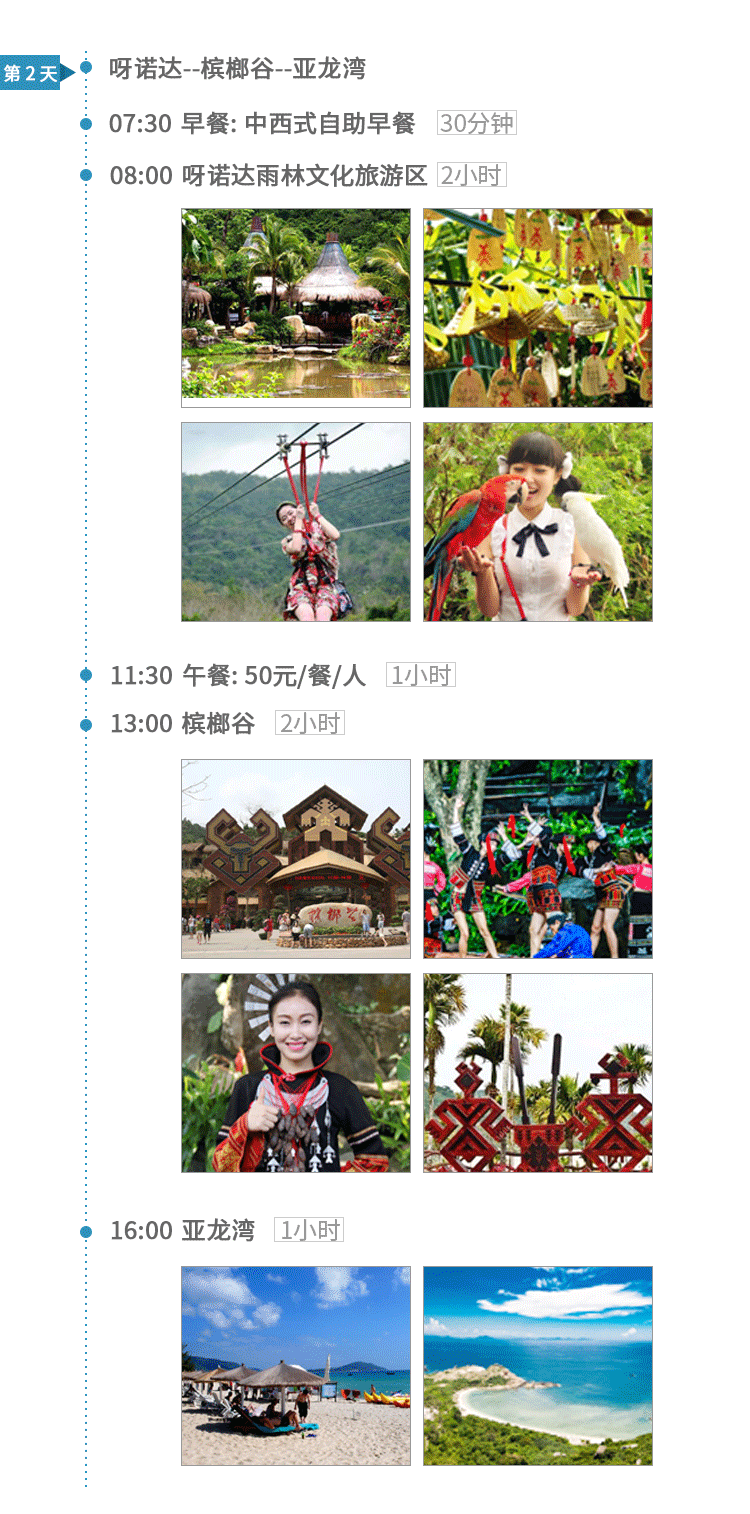 第2天
呀诺达--槟榔谷--亚龙湾
07:30 早餐: 中西式自助早餐 30分钟
08:00 呀诺达雨林文化旅游区 2小时
11:30 午餐: 50元/餐/人 1小时
13:00 槟榔谷 2小时
槟榔谷
16:00 亚龙湾 1小时